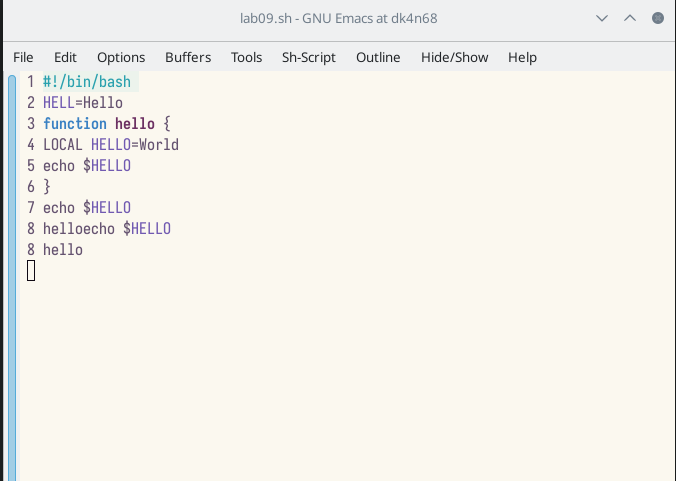 lab09.sh - GNU Emacs at dk4n68
File Edit Options Buffers Tools Sh-Script Outline Hide/Show Help
1 #!/bin/bash
2 HELL=Hello
3 function hello {
4 LOCAL HELLO=World
5 echo $HELLO
6 }
7 echo $HELLO
8 helloecho $HELLO
8 hello